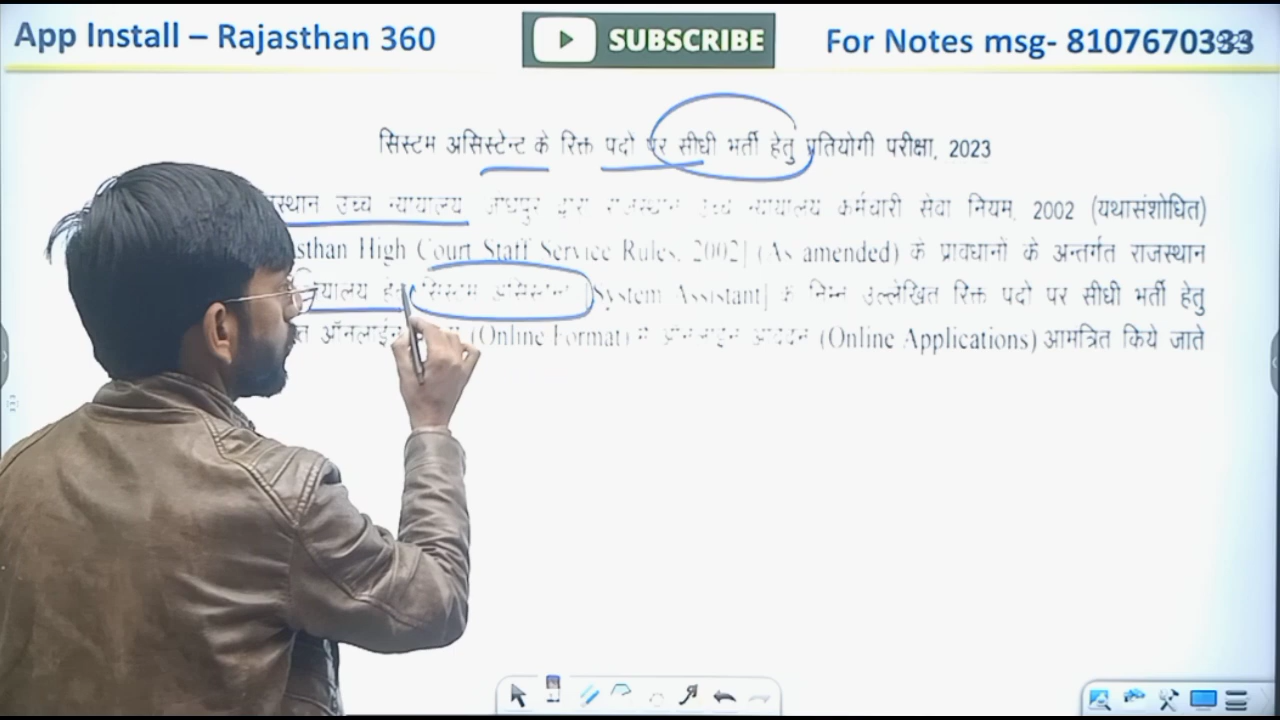 App Install – Rajasthan 360
SUBSCRIBE
For Notes msg- 8107670333
सिस्टम असिस्टेन्ट के रिक्त पदो पर सीधी भर्ती हेतु प्रतियोगी परीक्षा, 2023
उच्च न्यायालय जोधपुर द्वारा राजस्थान उच्च न्यायालय कर्मचारी सेवा नियम, 2002 (यथासंशोधित)
High Court Staff Service Rules, 2002] (As amended) के प्रावधानो के अन्तर्गत राजस्थान
हेतु सिस्टम असिस्टेन्ट [System Assistant] के निम्न उल्लेखित रिक्त पदो पर सीधी भर्ती हेतु
ऑनलाईन (Online Format) में ऑनलाइन आवेदन (Online Applications) आमत्रित किये जाते